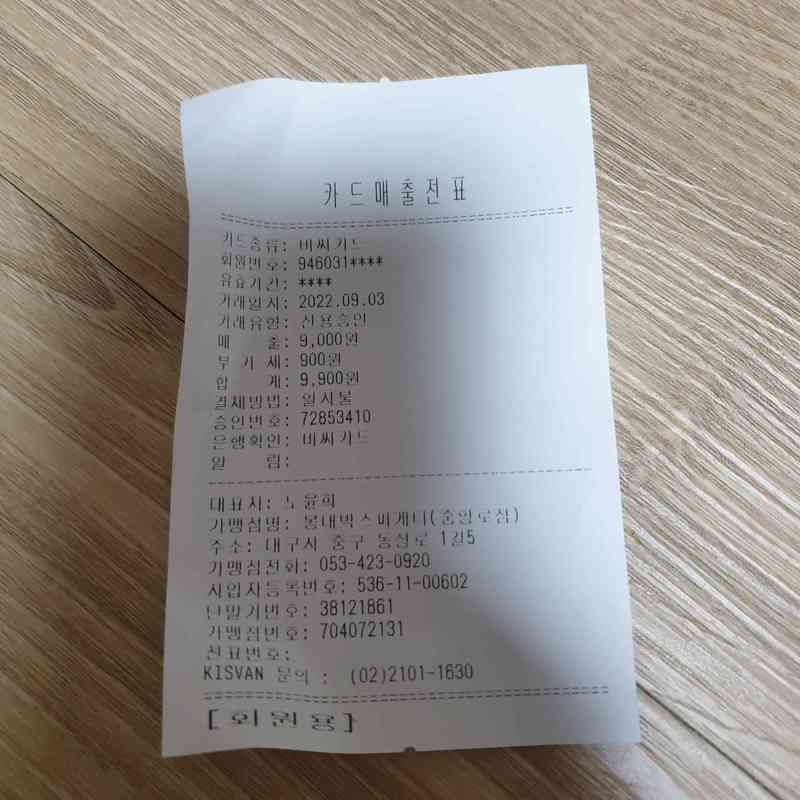 카드매출전표
카드종류: 비씨카드
회원번호: 946031****
유효기간: ****
거래일시: 2022.09.03
거래유형: 신용승인
매 출: 9,000원
부 가 세: 900원
합 계: 9,900원
결제방법: 일시불
승인번호: 72853410
은행확인: 비씨카드
알 림:
대표자: 노윤희
가맹점명: 봉대박스파게티(중앙로점)
주소: 대구시 중구 동성로 1길5
가맹점전화: 053-423-0920
사업자등록번호: 536-11-00602
단말기번호: 38121861
가맹점번호: 704072131
전표번호:
KISVAN 문의 : (02)2101-1630
[회원용]